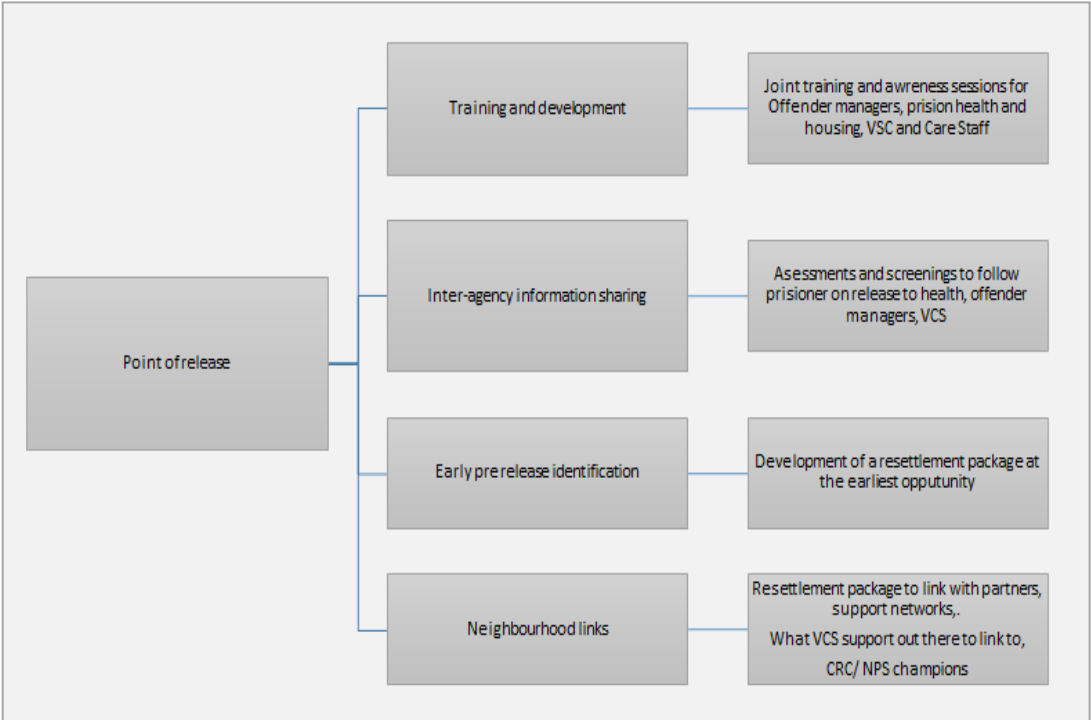 Point of release
Training and development
Joint training and awreness sessions for
Offender managers, prision health and
housing, VSC and Care Staff
Inter-agency information sharing
Asessments and screenings to follow
prisioner on release to health, offender
managers, VCS
Early pre release identification
Development of a resettlement package at
the earliest opputunity
Neighbourhood links
Resettlement package to link with partners,
support networks,.
What VCS support out there to link to,
CRC/ NPS champions